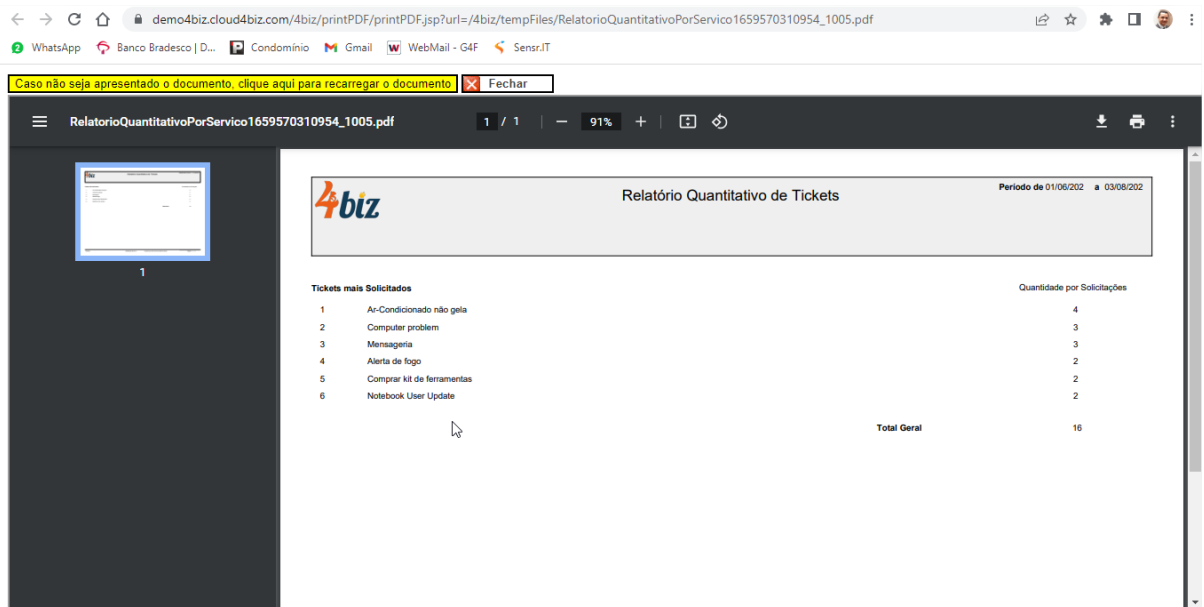 demo4biz.cloud4biz.com/4biz/printPDF/printPDF.jsp?url=/4biz/tempFiles/RelatorioQuantitativoPorServico1659570310954_1005.pdf
2 WhatsApp Banco Bradesco | D... Condomínio Gmail W WebMail - G4F Sensr.IT
Caso não seja apresentado o documento, clique aqui para recarregar o documento Fechar
RelatorioQuantitativoPorServico1659570310954_1005.pdf 1 / 1 91%
1
4biz Relatório Quantitativo de Tickets Periodo de 01/06/202 a 03/08/202
Tickets mais Solicitados Quantidade por Solicitações
1 Ar-Condicionado não gela 4
2 Computer problem 3
3 Mensageria 3
4 Alerta de fogo 2
5 Comprar kit de ferramentas 2
6 Notebook User Update 2
Total Geral 16